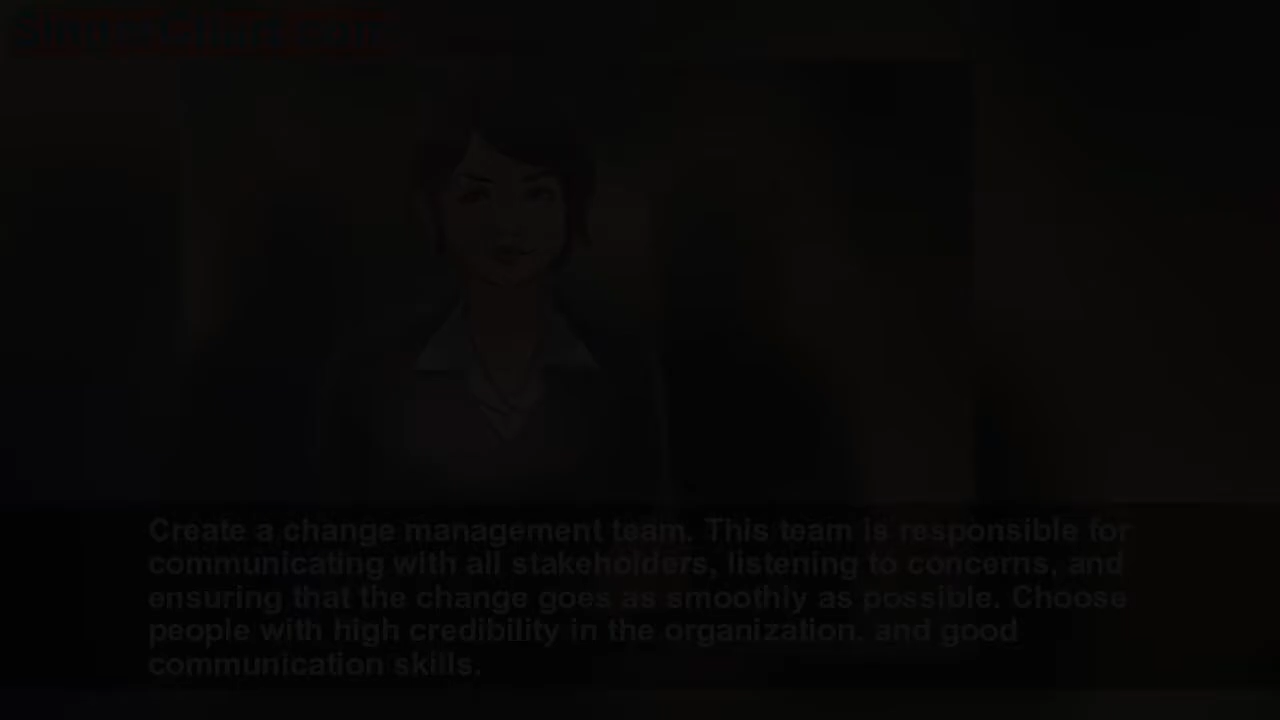 SimpleChart.com
Create a change management team. This team is responsible for
communicating with all stakeholders, listening to concerns, and
ensuring that the change goes as smoothly as possible. Choose
people with high credibility in the organization, and good
communication skills.